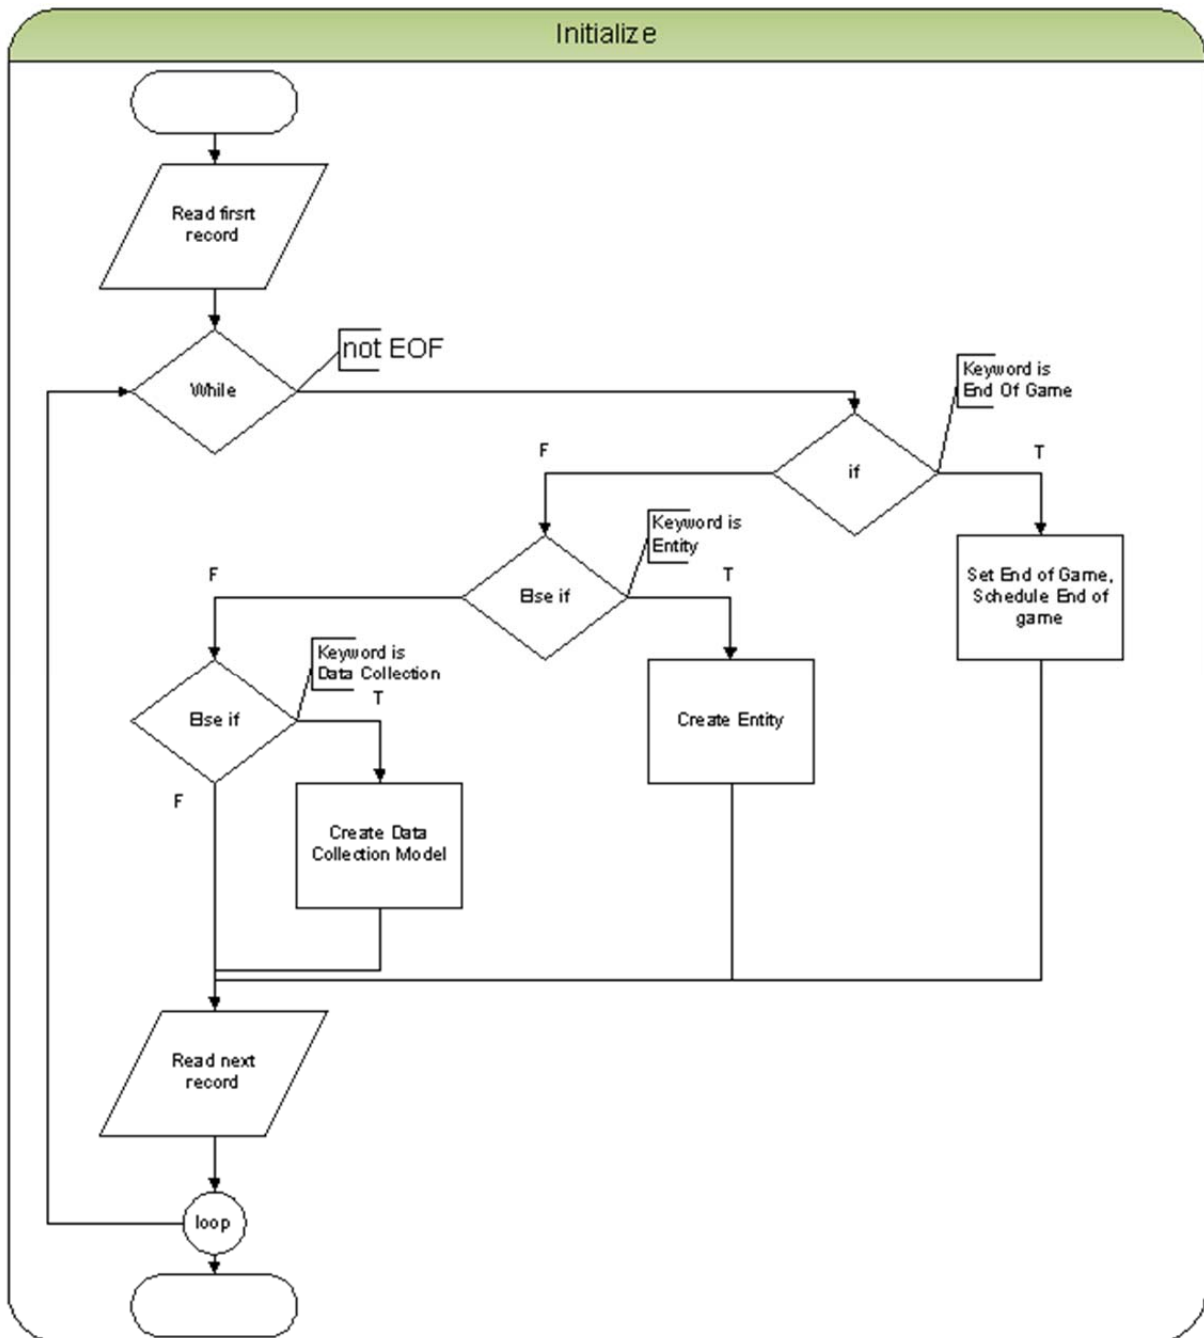 Initialize
Read firsrt
record
While
not EOF
Keyword is
End Of Game
if
F
T
Keyword is
Entity
Else if
F
T
Set End of Game,
Schedule End of
game
Keyword is
Data Collection
Else if
T
F
Create Entity
Create Data
Collection Model
Read next
record
loop